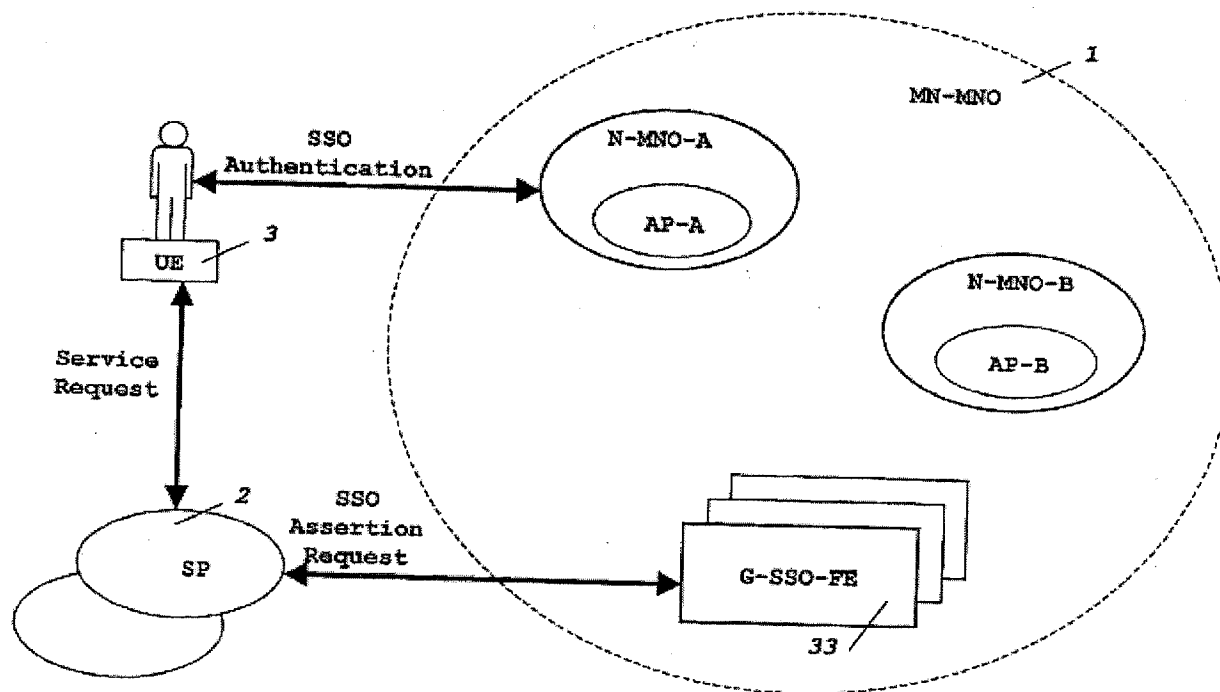 1
MN-MNO
N-MNO-A
SSO
Authentication
AP-A
3
UE
N-MNO-B
AP-B
Service
Request
2
SSO
Assertion
Request
SP
G-SSO-FE
33